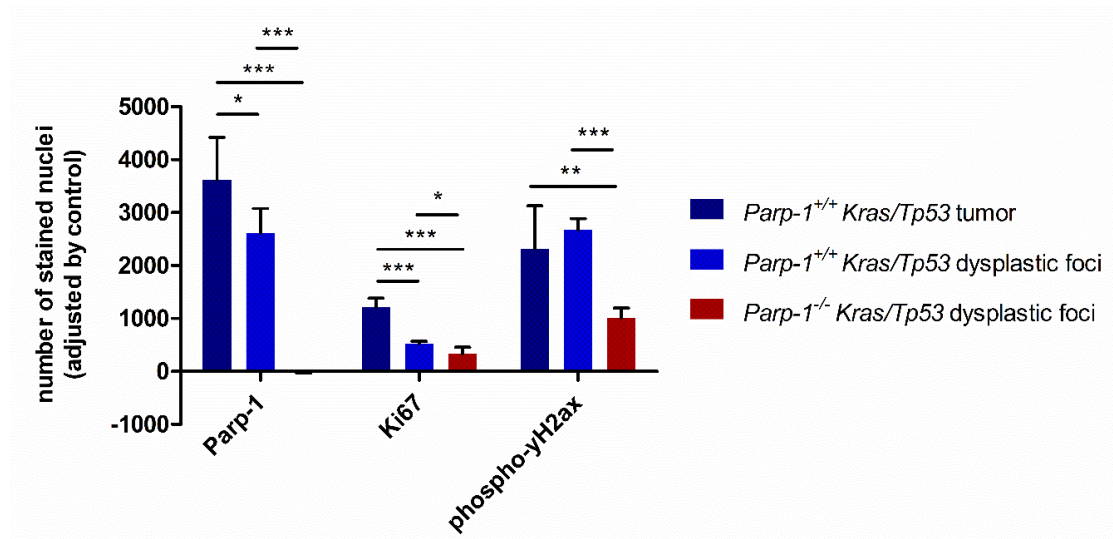 ***
***
*
***
*
***
***
**
5000
4000
3000
2000
1000
0
-1000
number of stained nuclei
(adjusted by control)
Parp-1
Ki67
phospho-yH2ax
Parp-1+/+ Kras/Tp53 tumor
Parp-1+/+ Kras/Tp53 dysplastic foci
Parp-1-/- Kras/Tp53 dysplastic foci